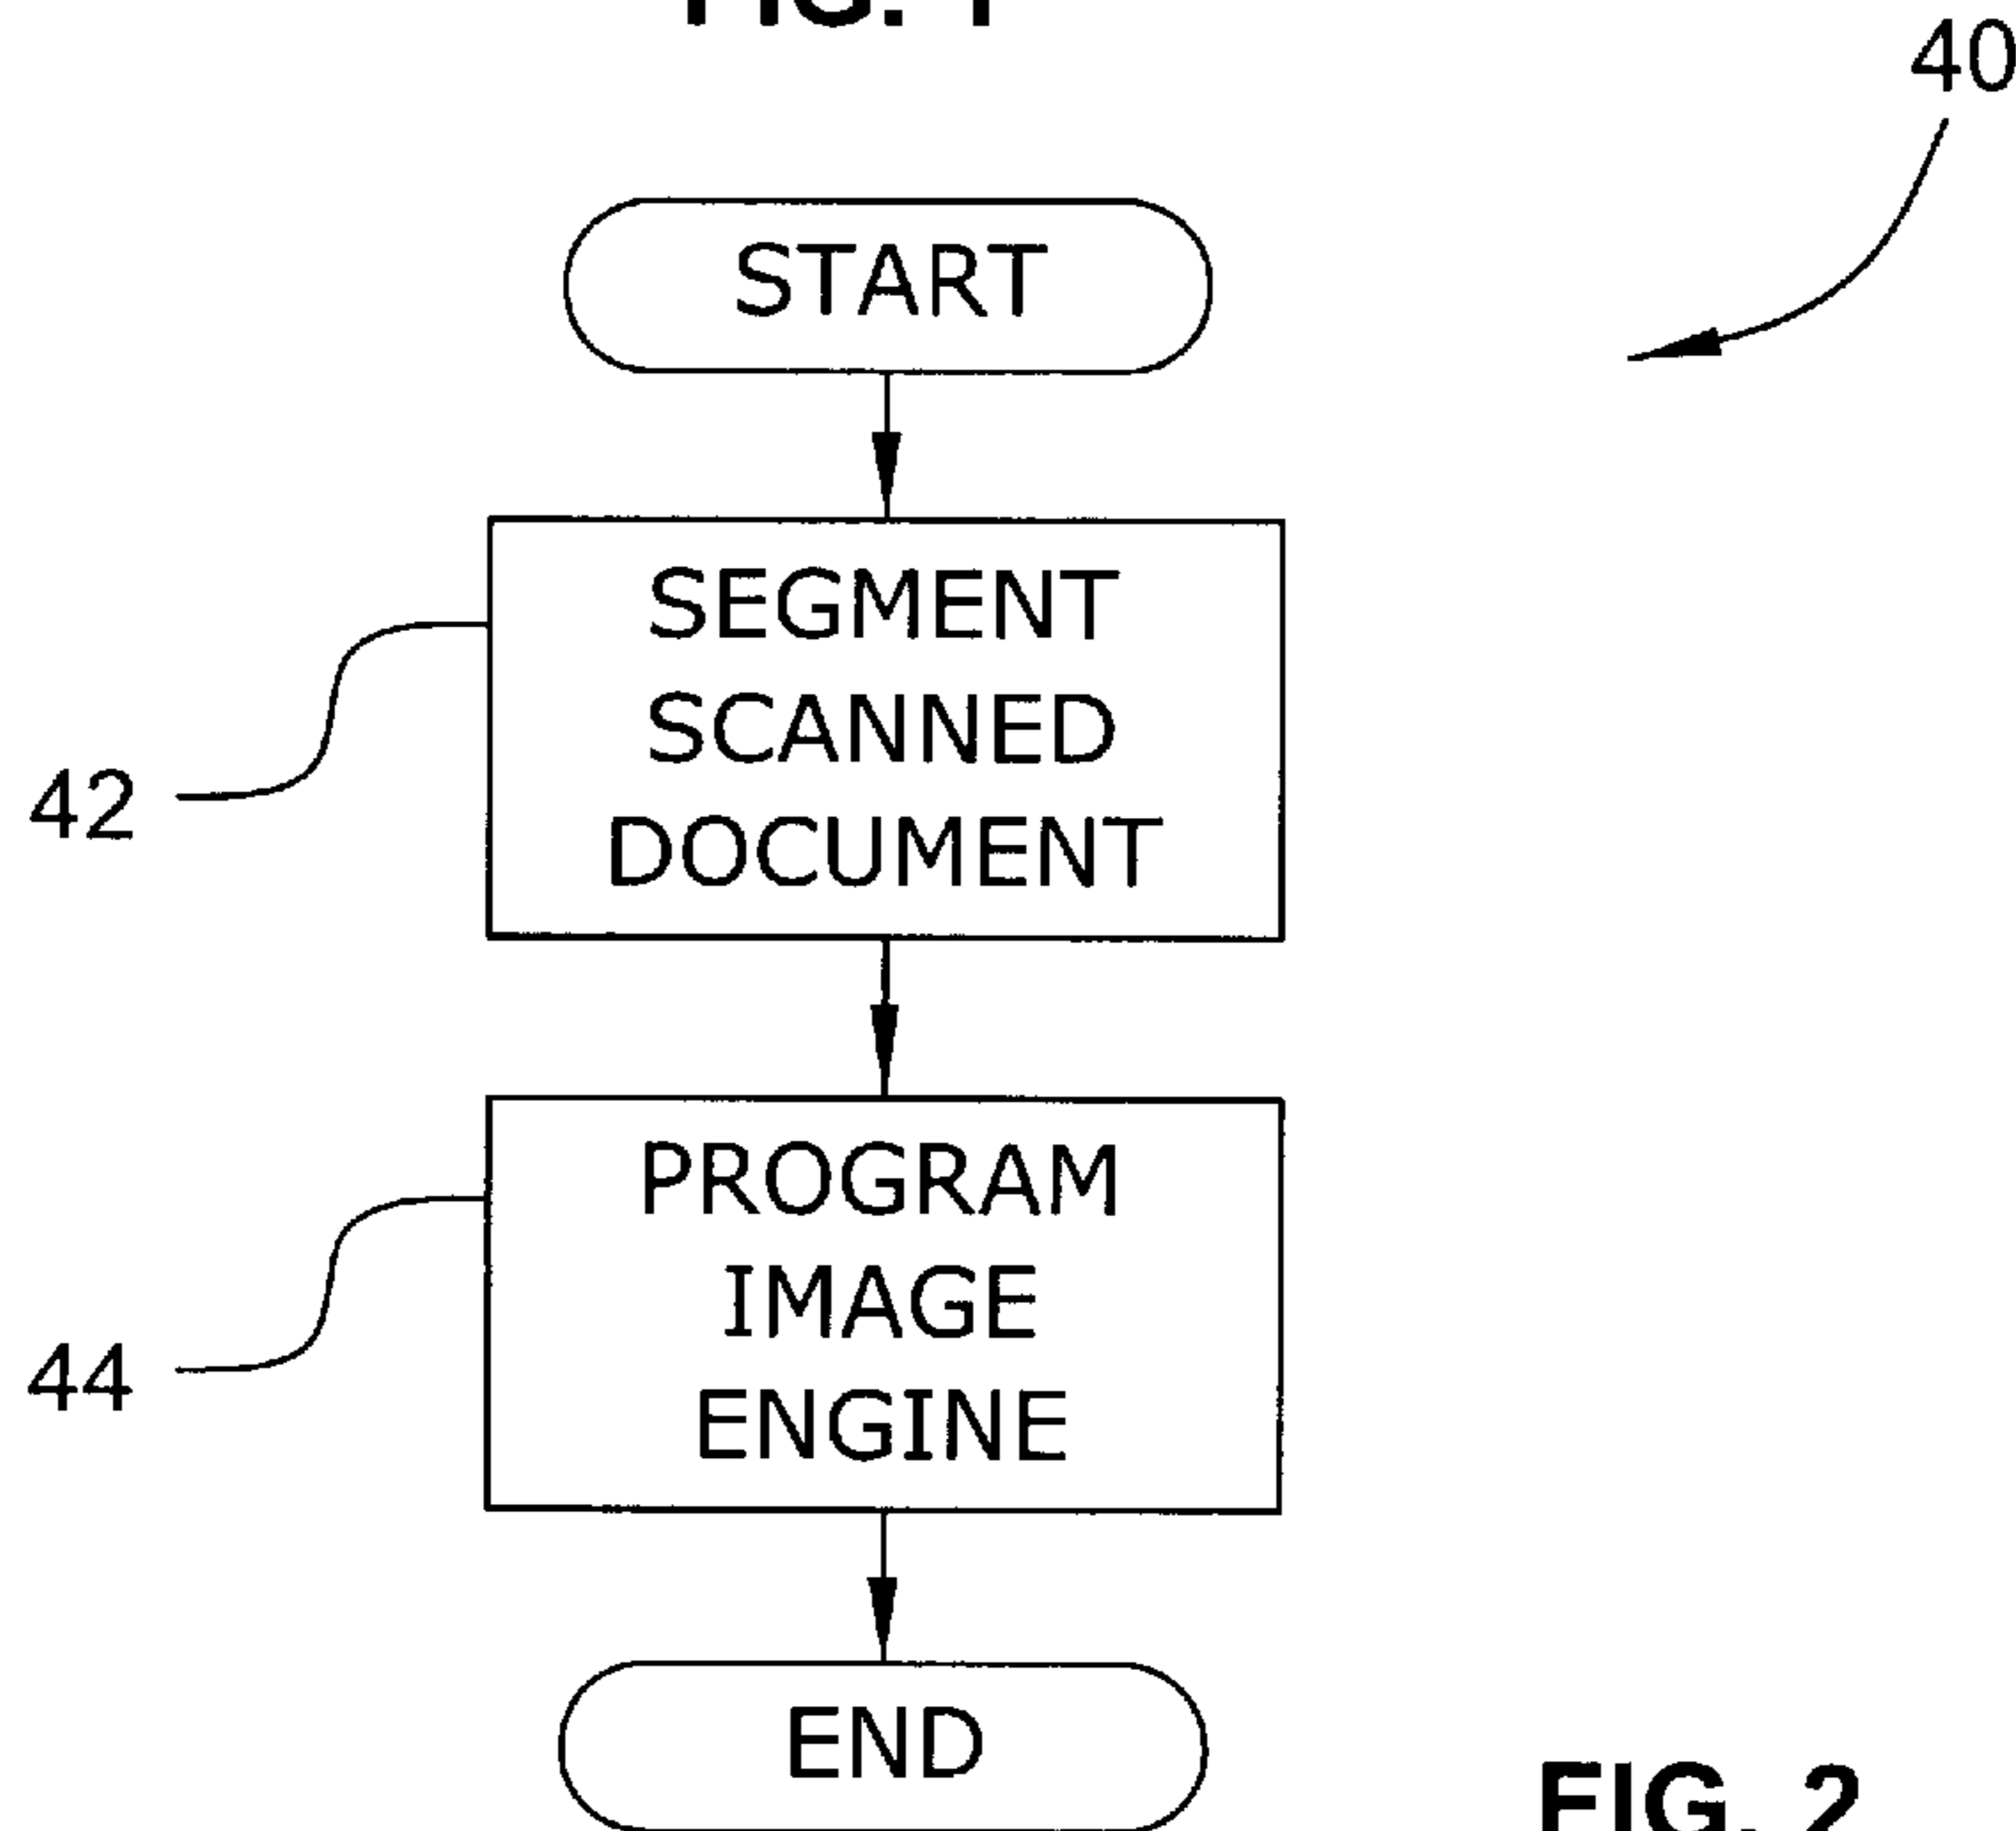 40
START
SEGMENT
SCANNED
DOCUMENT
42
PROGRAM
IMAGE
ENGINE
44
END
FIG. 2